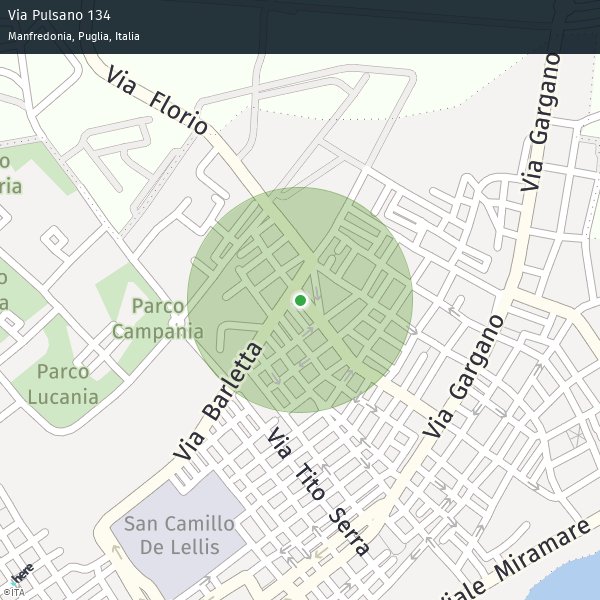 Via Pulsano 134
Manfredonia, Puglia, Italia
Via Florio
Via Gargano
Parco
Campania
Parco
Lucania
Via Barletta
Via Gargano
Via Tito Serra
San Camillo
De Lellis
Viale Miramare
here
©ITA